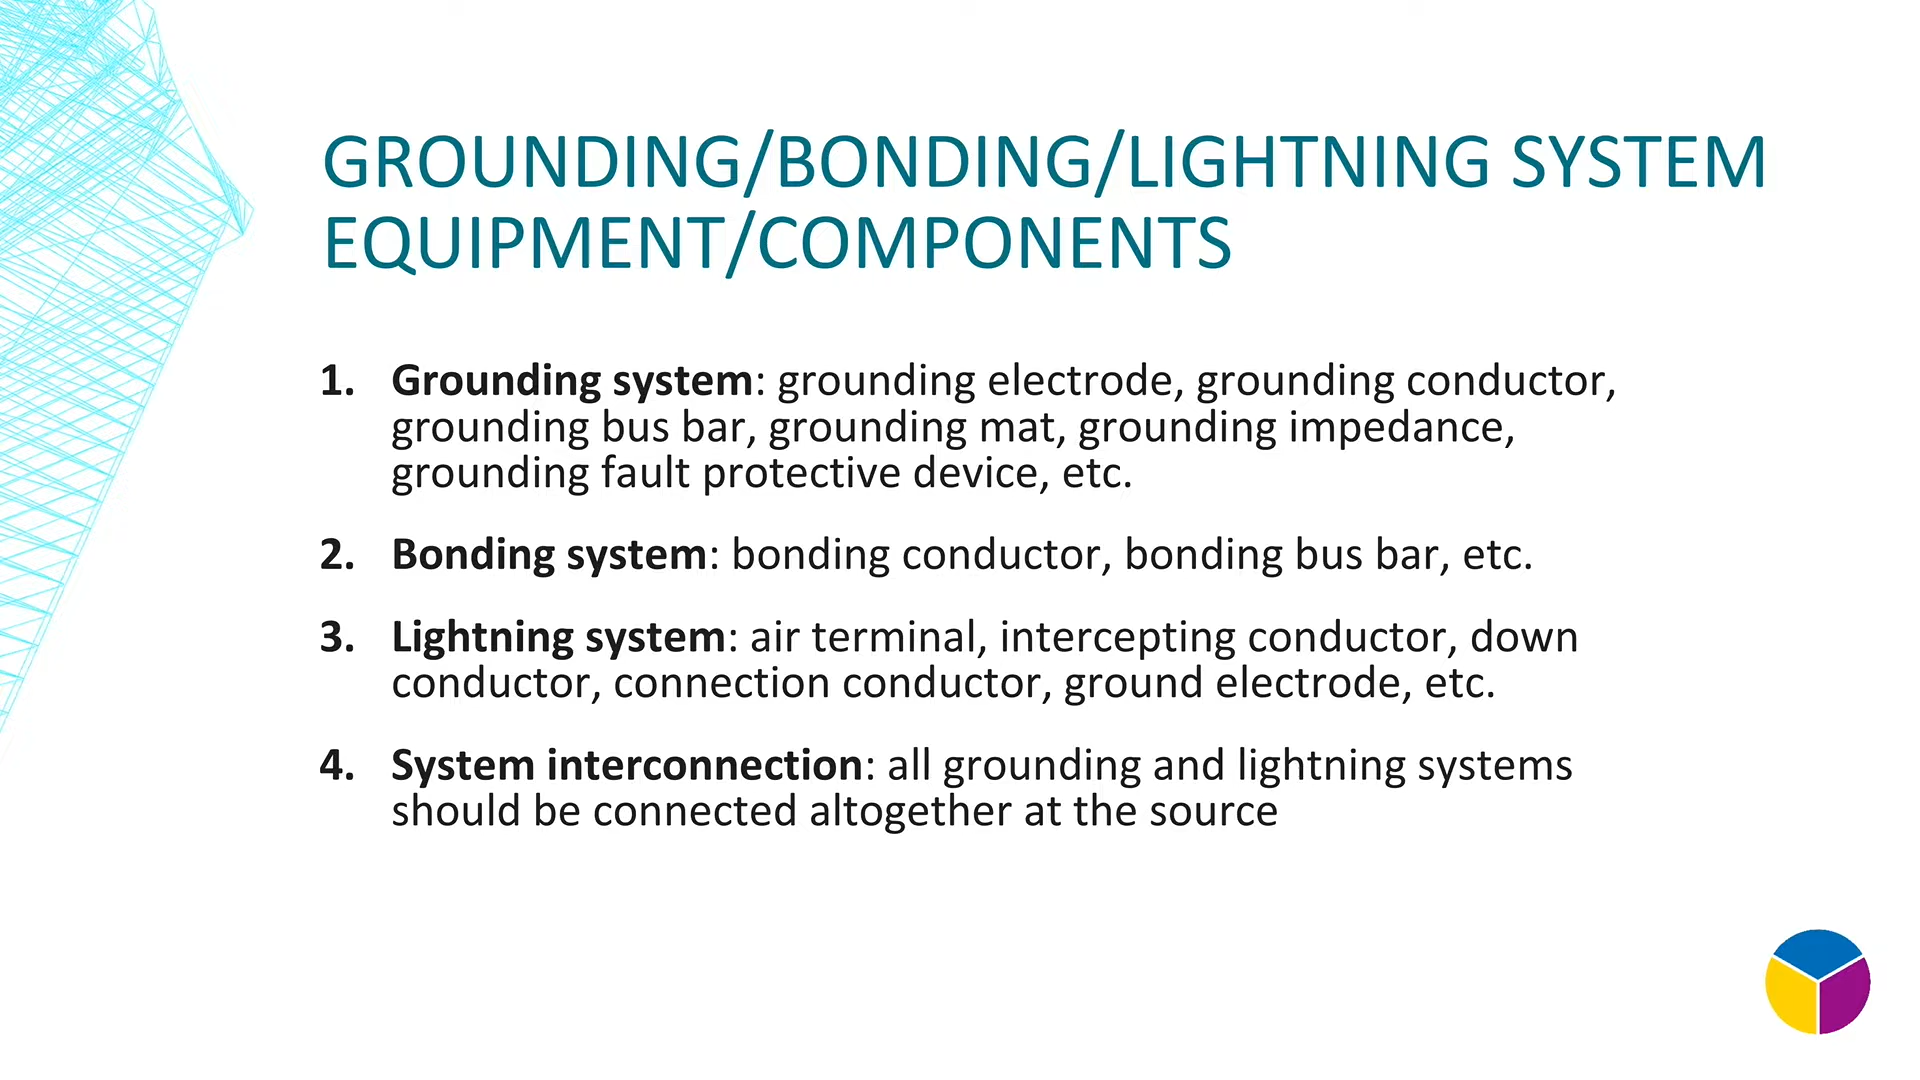 GROUNDING/BONDING/LIGHTNING SYSTEM
EQUIPMENT/COMPONENTS
1. Grounding system: grounding electrode, grounding conductor,
grounding bus bar, grounding mat, grounding impedance,
grounding fault protective device, etc.
2. Bonding system: bonding conductor, bonding bus bar, etc.
3. Lightning system: air terminal, intercepting conductor, down
conductor, connection conductor, ground electrode, etc.
4. System interconnection: all grounding and lightning systems
should be connected altogether at the source